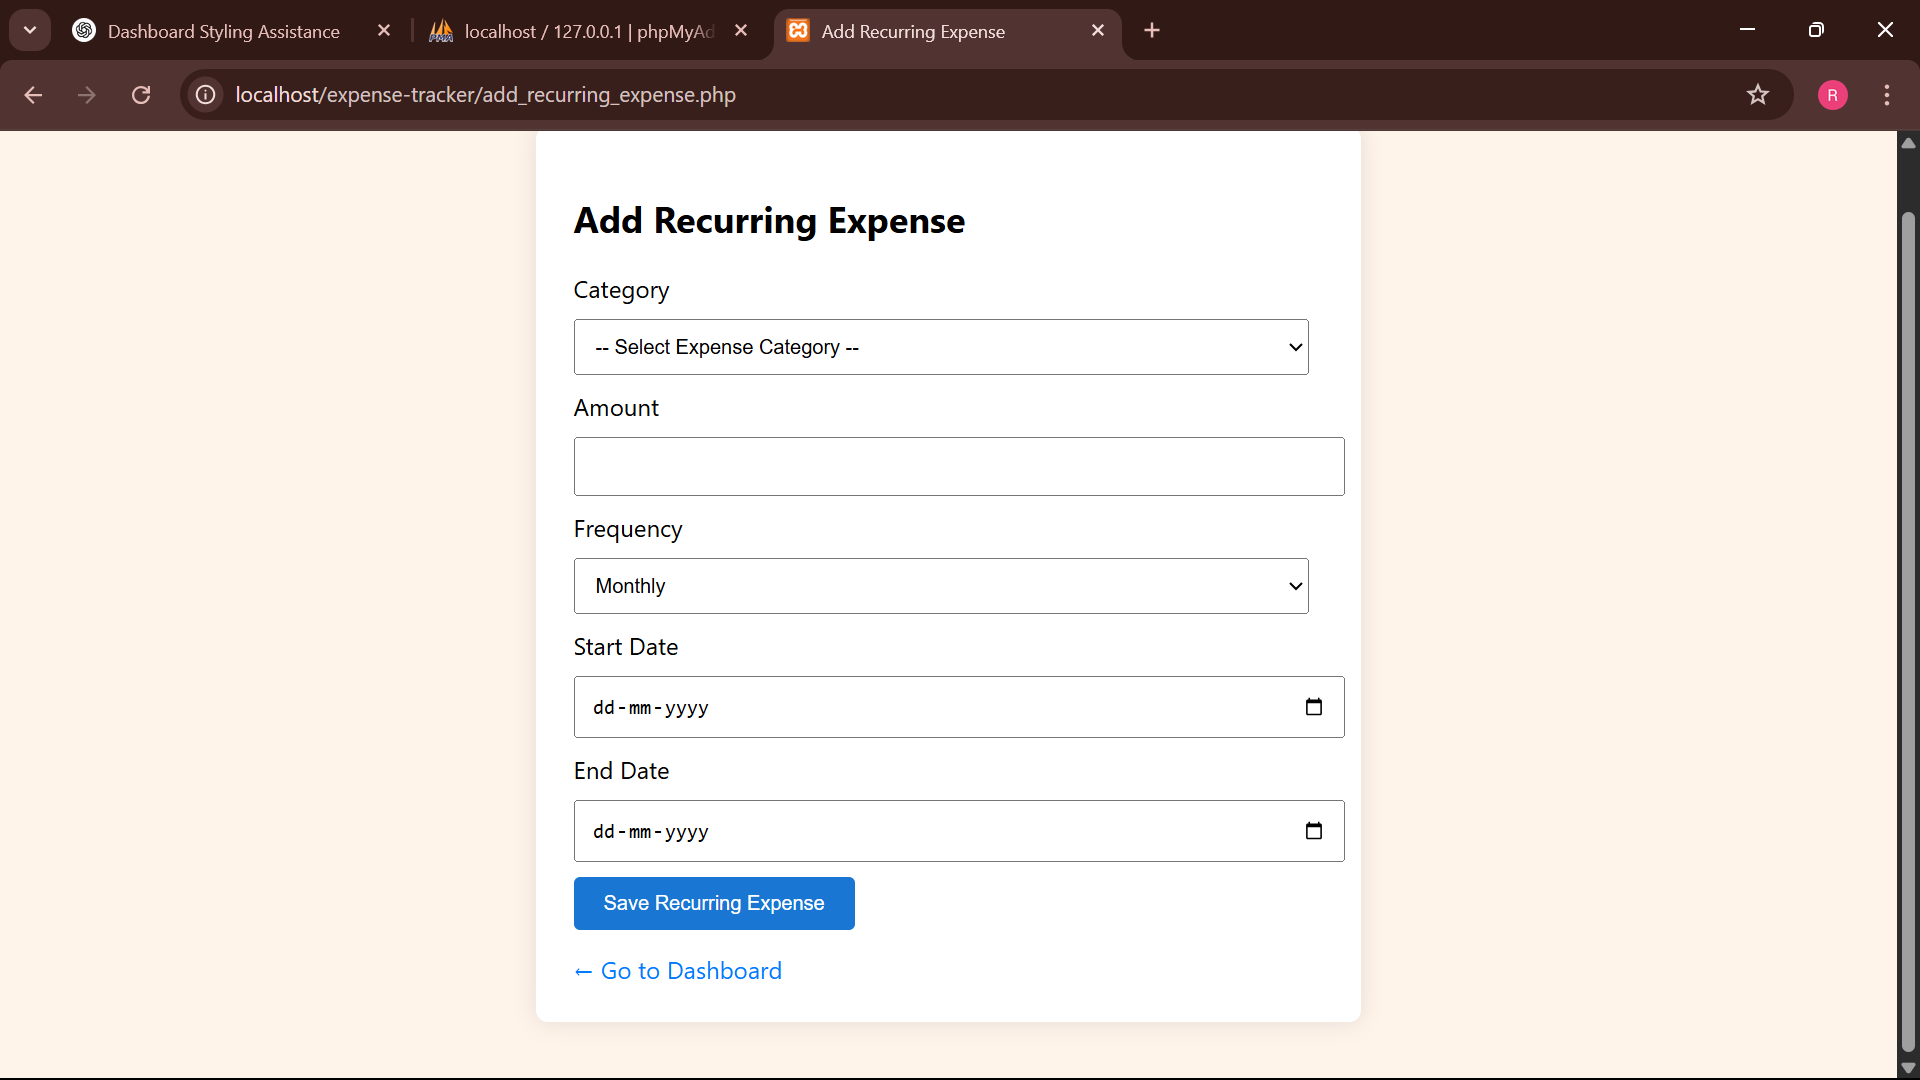 Dashboard Styling Assistance
localhost / 127.0.0.1 | phpMyAd
Add Recurring Expense
localhost/expense-tracker/add_recurring_expense.php
R
Add Recurring Expense
Category
-- Select Expense Category --
Amount
Frequency
Monthly
Start Date
dd-mm-yyyy
End Date
dd-mm-yyyy
Save Recurring Expense
← Go to Dashboard